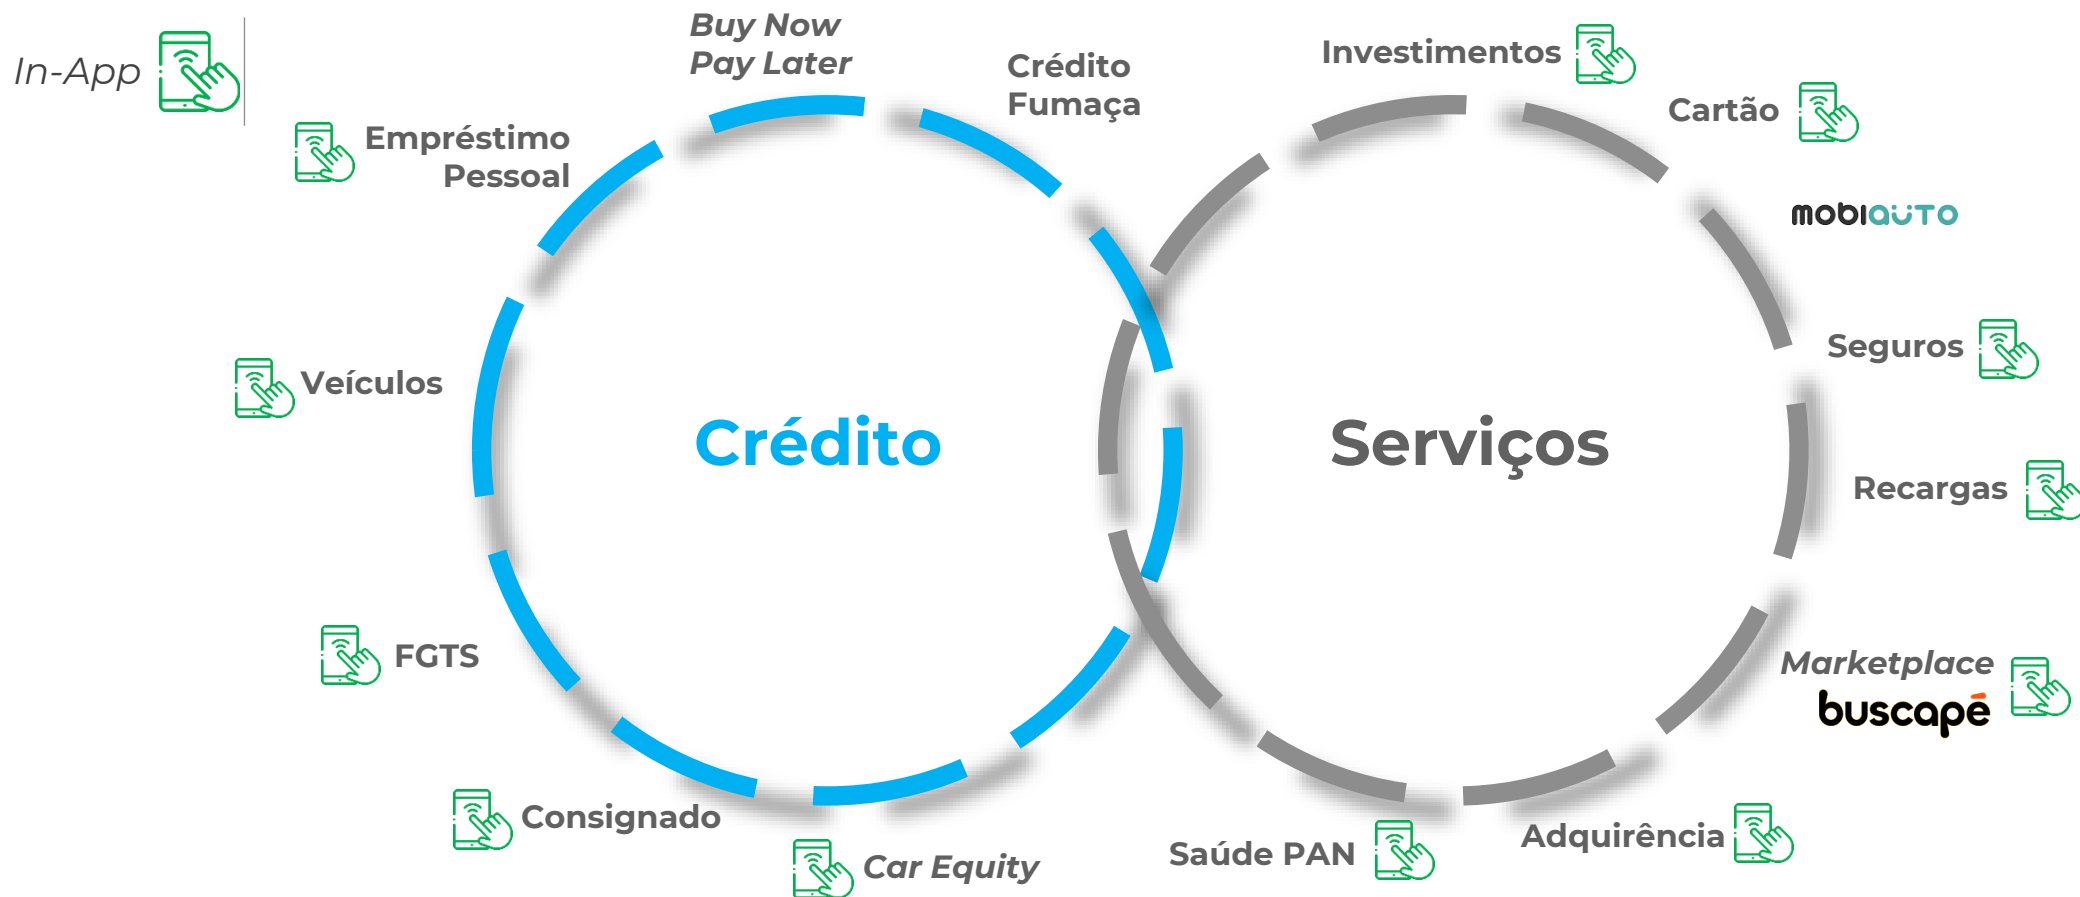 In-App
Buy Now
Pay Later
Crédito
Fumaça
Empréstimo
Pessoal
Veículos
FGTS
Consignado
Car Equity
Crédito
Investimentos
Cartão
mobiauto
Seguros
Recargas
Marketplace
buscapé
Adquirência
Saúde PAN
Serviços